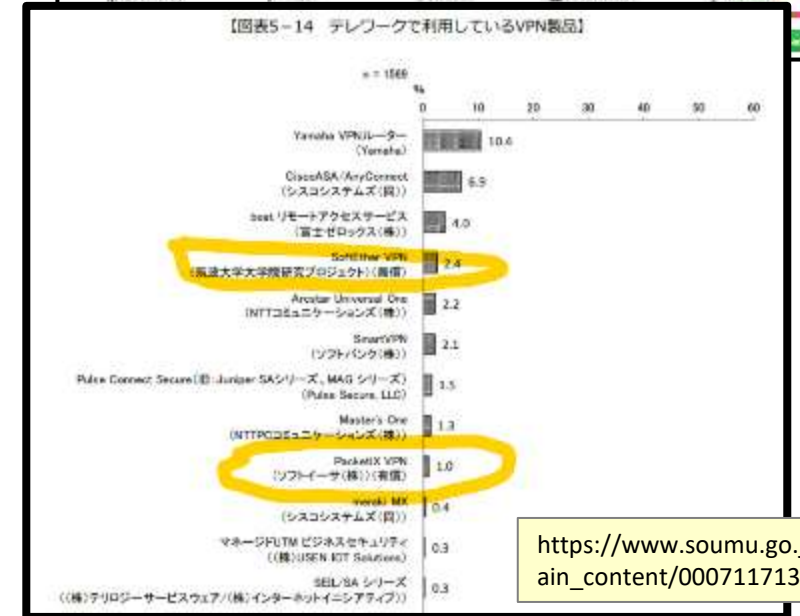 【図表5－14 テレワークで利用しているVPN製品】
n = 1569
%
0 10 20 30 40 50 60
Yamaha VPNルーター
(Yamaha)
10.6
CiscoASA/AnyConnect
(シスコシステムズ(同))
6.9
beat リモートアクセスサービス
(富士ゼロックス(株))
4.0
SoftEther VPN
(筑波大学大学院研究プロジェクト)(無償)
2.4
Arcstar Universal One
(NTTコミュニケーションズ(株))
2.2
SmartVPN
(ソフトバンク(株))
2.1
Pulse Connect Secure(旧:Juniper SAシリーズ、MAG シリーズ)
(Pulse Secure, LLC)
1.5
Master's One
(NTTPCコミュニケーションズ(株))
1.3
PacketiX VPN
(ソフトイーサ(株))(有償)
1.0
meraki MX
(シスコシステムズ(同))
0.4
マネージドUTM ビジネスセキュリティ
((株)USEN ICT Solutions)
0.3
SEIL/SA シリーズ
((株)テリロジーサービスウェア/(株)インターネットイニシアティブ))
0.3
https://www.soumu.go.
ain_content/000711713